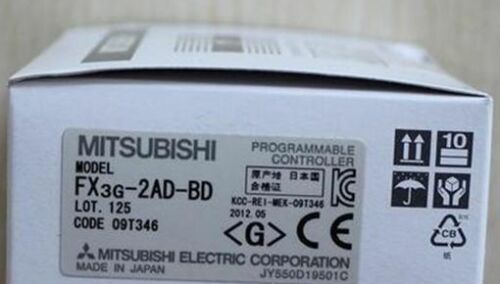 MITSUBISHI
PROGRAMMABLE
CONTROLLER
MODEL
FX3G-2AD-BD
LOT. 125
CODE 09T346
原产地 日本国
合格证
KCC-REI-MEK-09T346
2012.05
<G> CE
MITSUBISHI ELECTRIC CORPORATION
MADE IN JAPAN
JY550D19501C
10
CB
纸